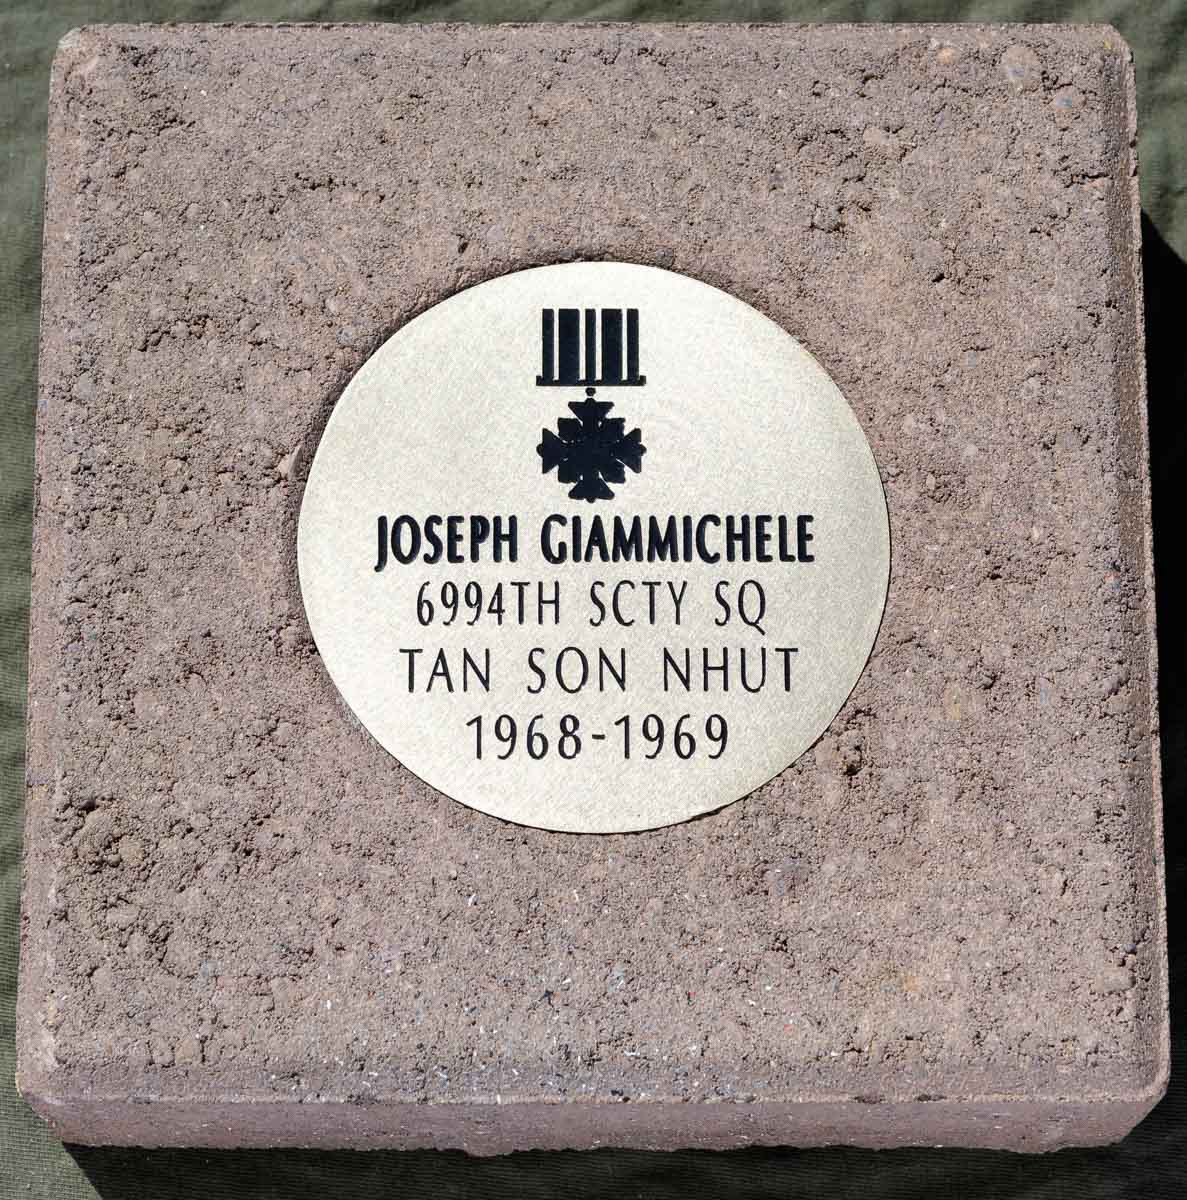 JOSEPH GIAMMICHELE
6994TH SCTY SQ
TAN SON NHUT
1968-1969